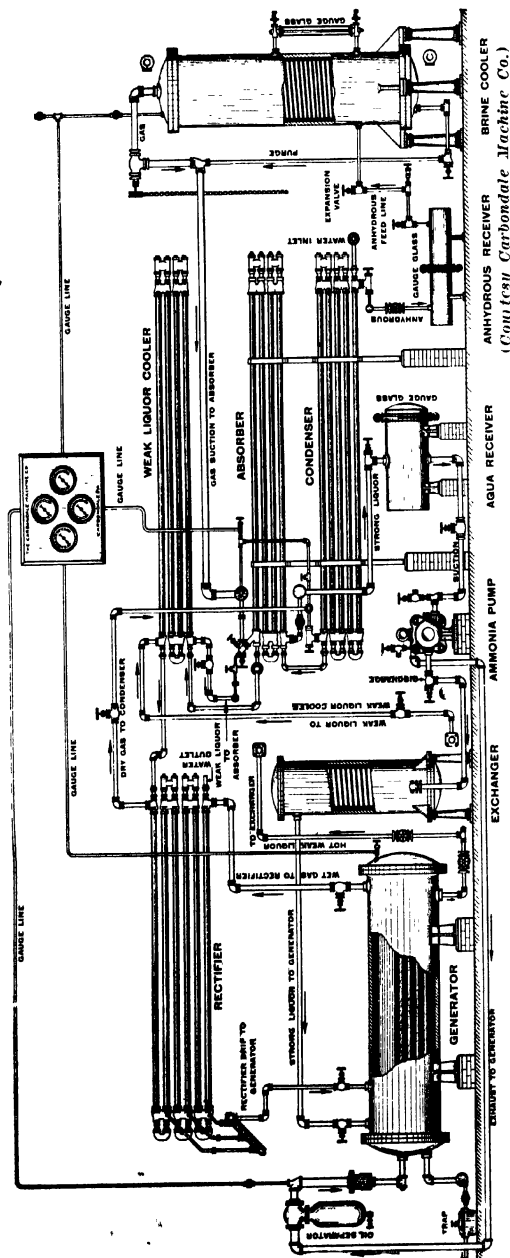 GAUGE LINE
GAUGE LINE
GAUGE LINE
GAUGE LINE
GAUGE GLASS
GAS
PURGE
WEAK LIQUOR COOLER
GAS SUCTION TO ABSORBER
DRY GAS TO CONDENSER
WATER OUTLET
RECTIFIER
WEAK LIQUOR TO ABSORBER
ABSORBER
WATER INLET
EXPANSION VALVE
ANHYDROUS FEED LINE
CONDENSER
WEAK LIQUOR TO
WEAK LIQUOR COOLER
TO EXCHANGER
HOT WEAK LIQUOR
WET GAS TO RECTIFIER
RECTIFIER DRIP TO GENERATOR
STRONG LIQUOR TO GENERATOR
STRONG LIQUOR
ANHYDROUS
GAUGE GLASS
GAUGE GLASS
DISCHARGE
SUCTION
GENERATOR
OIL SEPARATOR
TRAP
EXHAUST TO GENERATOR
EXCHANGER
AMMONIA PUMP
AQUA RECEIVER
ANHYDROUS RECEIVER
BRINE COOLER
(Courtesy Carbondale Machine Co.)